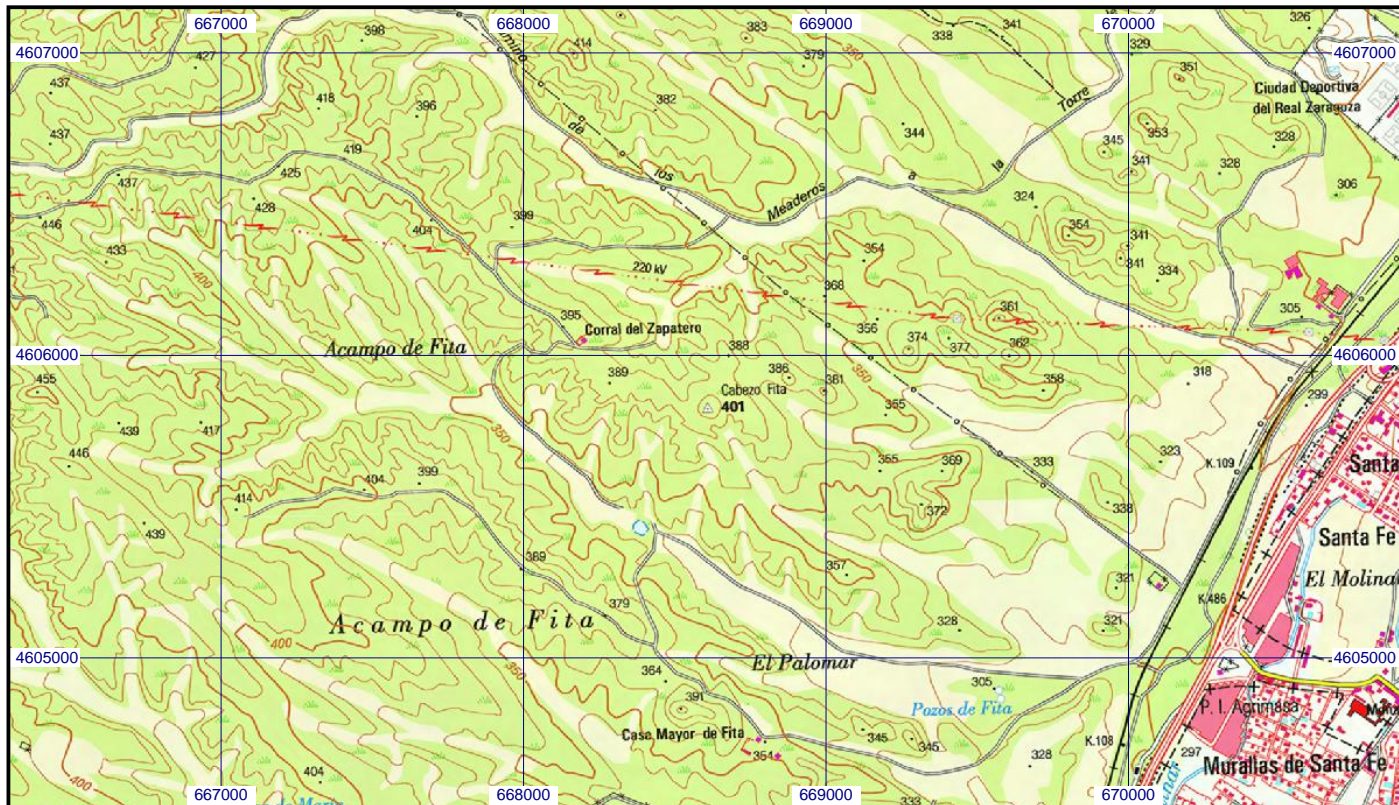 667000 668000 669000 670000
4607000 4607000
398 383 341 326
427 414 338 329
437 379 350 351
Camino de los Meaderos a la Torre
Ciudad Deportiva
del Real Zaragoza
418 396 382 344 345 353 328
437 419 341 328
425 306
437 428 324
446 399 354
433 404 354 341
400 220 kV 341 334
368 361 305
395 356 374
Corral del Zapatero
377 362
388
4606000 4606000
Acampo de Fita
455 389 386 381 350 358 318
Cabezo Fita
401
299
439 417 355
350
446 404 399 355 369 333 323
K.109
Santa
414 372 338
439
Santa Fe
389 357 321
El Molinar
K.486
379
Acampo de Fita
328 321
400
4605000 4605000
El Palomar
350 364 305
391
Pozos de Fita
P. I. Agrimasa
Casa Mayor de Fita
354 345 345 328
K.108
297
Murallas de Santa Fe
400 404
333
667000 668000 669000 670000